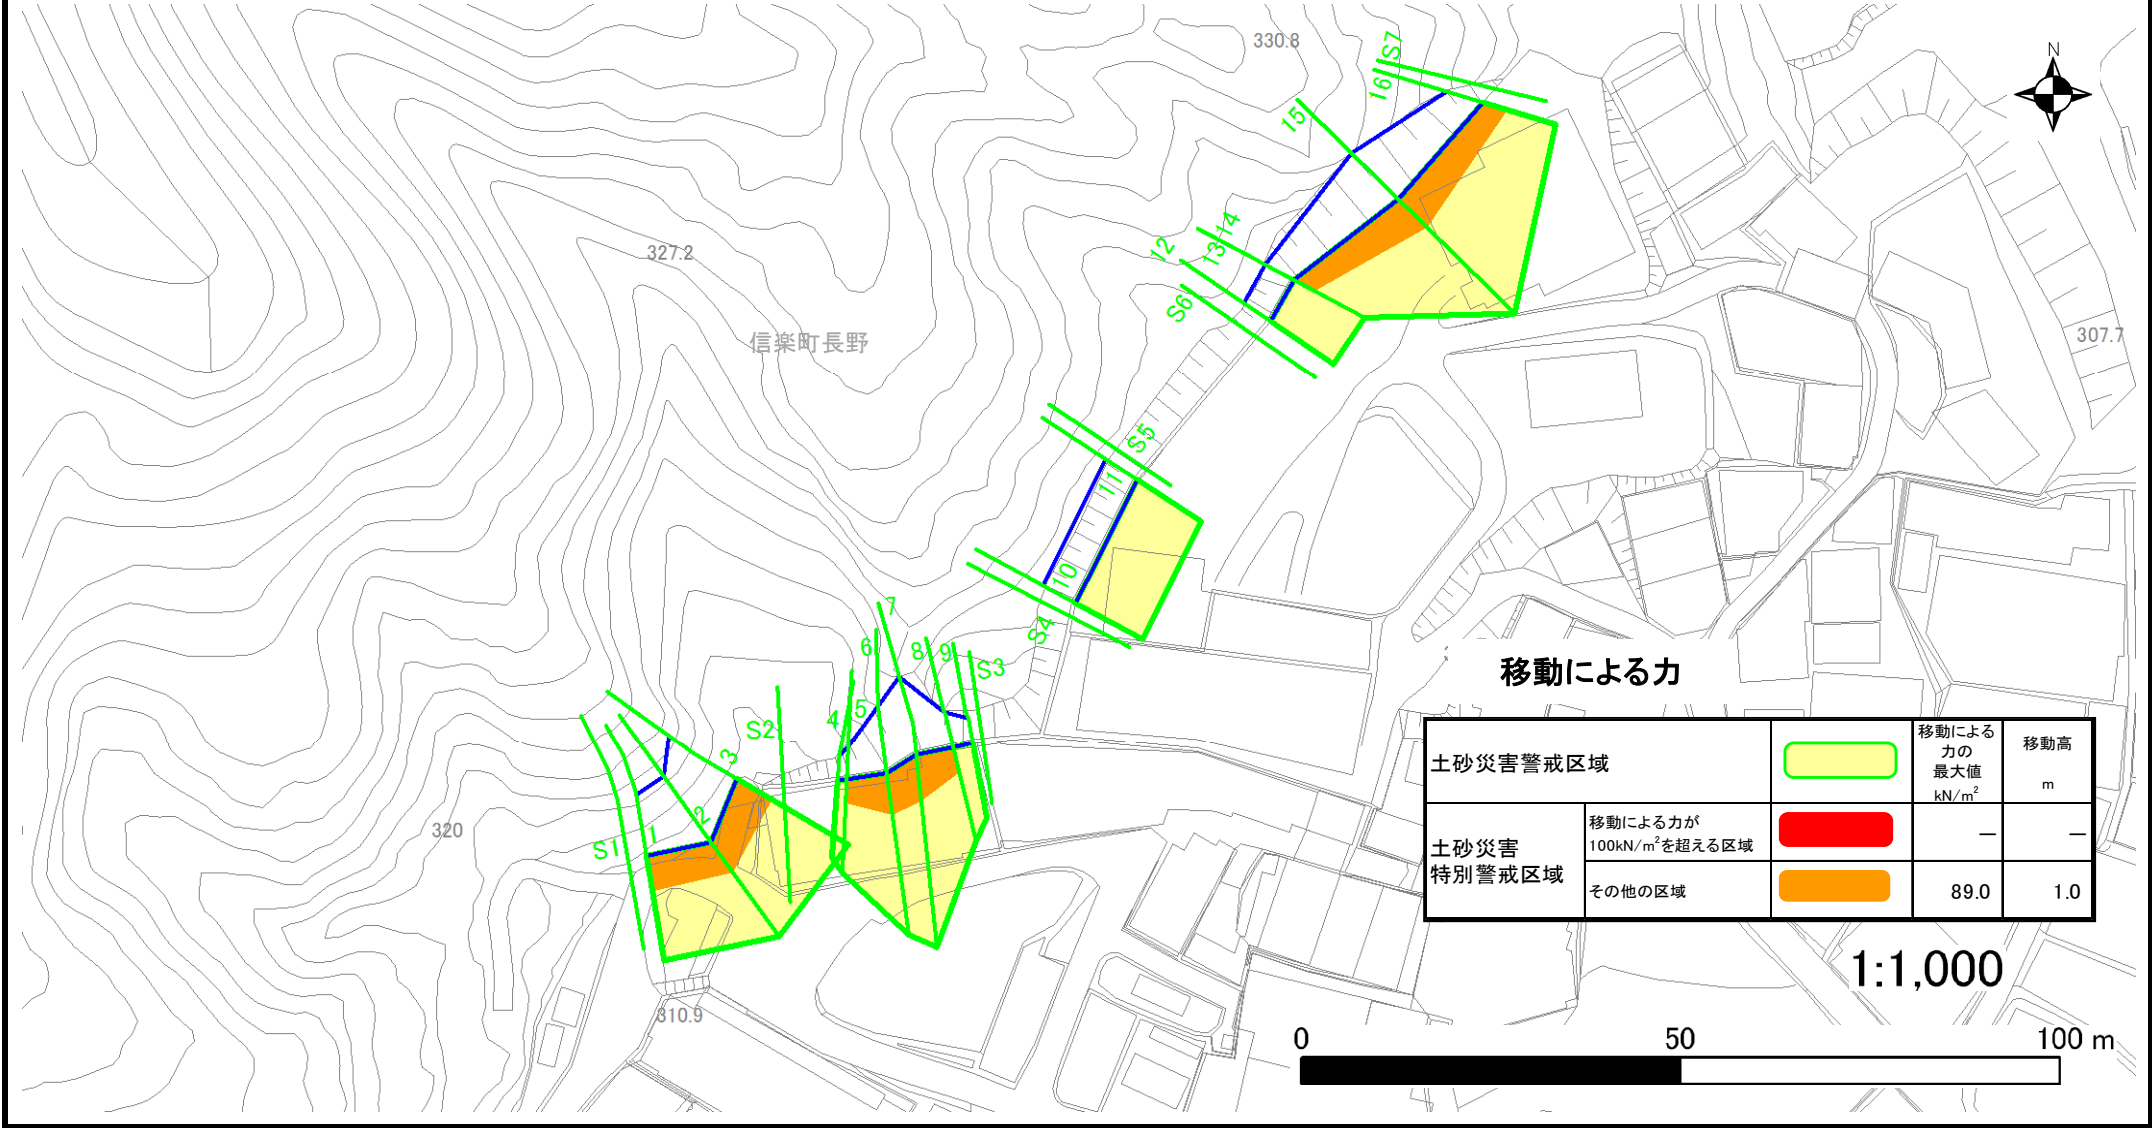 330.8
N
S7
16
15
14
13
12
S6
327.2
信楽町長野
307.7
S5
11
10
S4
7
6
8
9
S3
5
4
S2
3
2
1
S1
320
310.9
移動による力
土砂災害警戒区域
移動による
力の
最大値
kN/m²
移動高
m
土砂災害
特別警戒区域
移動による力が
100kN/m²を超える区域
—
—
その他の区域
89.0
1.0
1:1,000
0
50
100 m